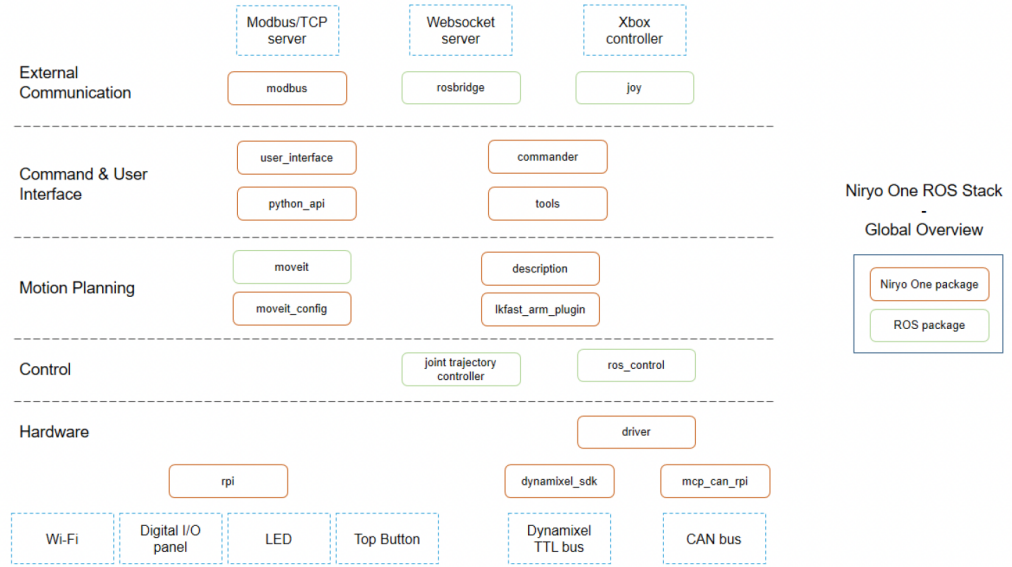 Modbus/TCP
server
Websocket
server
Xbox
controller
External
Communication
modbus
rosbridge
joy
Command & User
Interface
user_interface
commander
python_api
tools
Niryo One ROS Stack
-
Global Overview
Niryo One package
ROS package
Motion Planning
moveit
description
moveit_config
lkfast_arm_plugin
Control
joint trajectory
controller
ros_control
Hardware
driver
rpi
dynamixel_sdk
mcp_can_rpi
Wi-Fi
Digital I/O
panel
LED
Top Button
Dynamixel
TTL bus
CAN bus